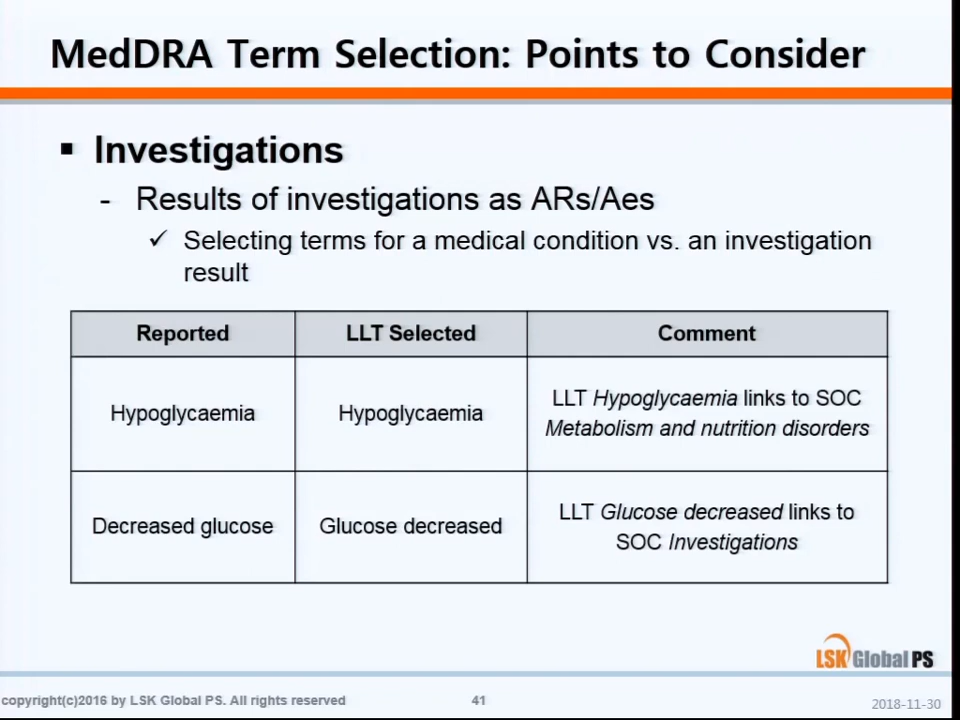 MedDRA Term Selection: Points to Consider
▪ Investigations
- Results of investigations as ARs/Aes
✓ Selecting terms for a medical condition vs. an investigation
result
Reported
LLT Selected
Comment
Hypoglycaemia
Hypoglycaemia
LLT Hypoglycaemia links to SOC
Metabolism and nutrition disorders
Decreased glucose
Glucose decreased
LLT Glucose decreased links to
SOC Investigations
LSK Global PS
copyright(c)2016 by LSK Global PS. All rights reserved
41
2018-11-30